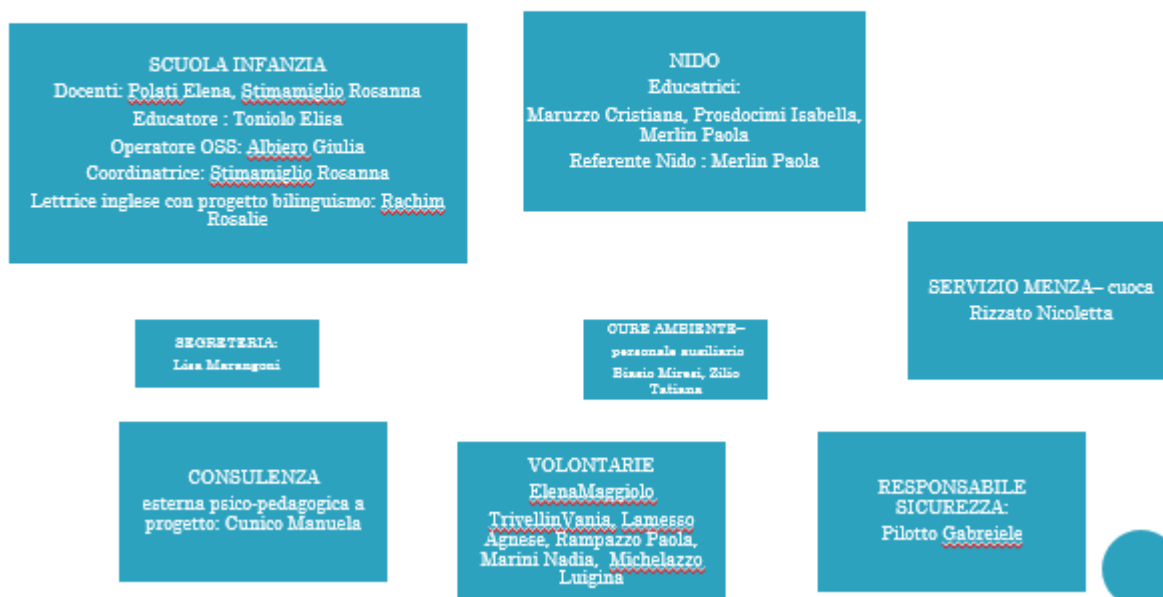 SCUOLA INFANZIA
Docenti: Polati Elena, Stimamiglio Rosanna
Educatore : Toniolo Elisa
Operatore OSS: Albiero Giulia
Coordinatrice: Stimamiglio Rosanna
Lettrice inglese con progetto bilinguismo: Rachim
Rosalie
NIDO
Educatrici:
Maruzzo Cristiana, Prosdocimi Isabella,
Merlin Paola
Referente Nido : Merlin Paola
SERVIZIO MENZA– cuoca
Rizzato Nicoletta
SEGRETERIA:
Lisa Marangoni
CURE AMBIENTE–
personale ausiliario
Biasio Miresi, Zilio
Tatiana
CONSULENZA
esterna psico-pedagogica a
progetto: Cunico Manuela
VOLONTARIE
ElenaMaggiolo
TrivellinVania, Lamesso
Agnese, Rampazzo Paola,
Marini Nadia, Michelazzo
Luigina
RESPONSABILE
SICUREZZA:
Pilotto Gabreiele